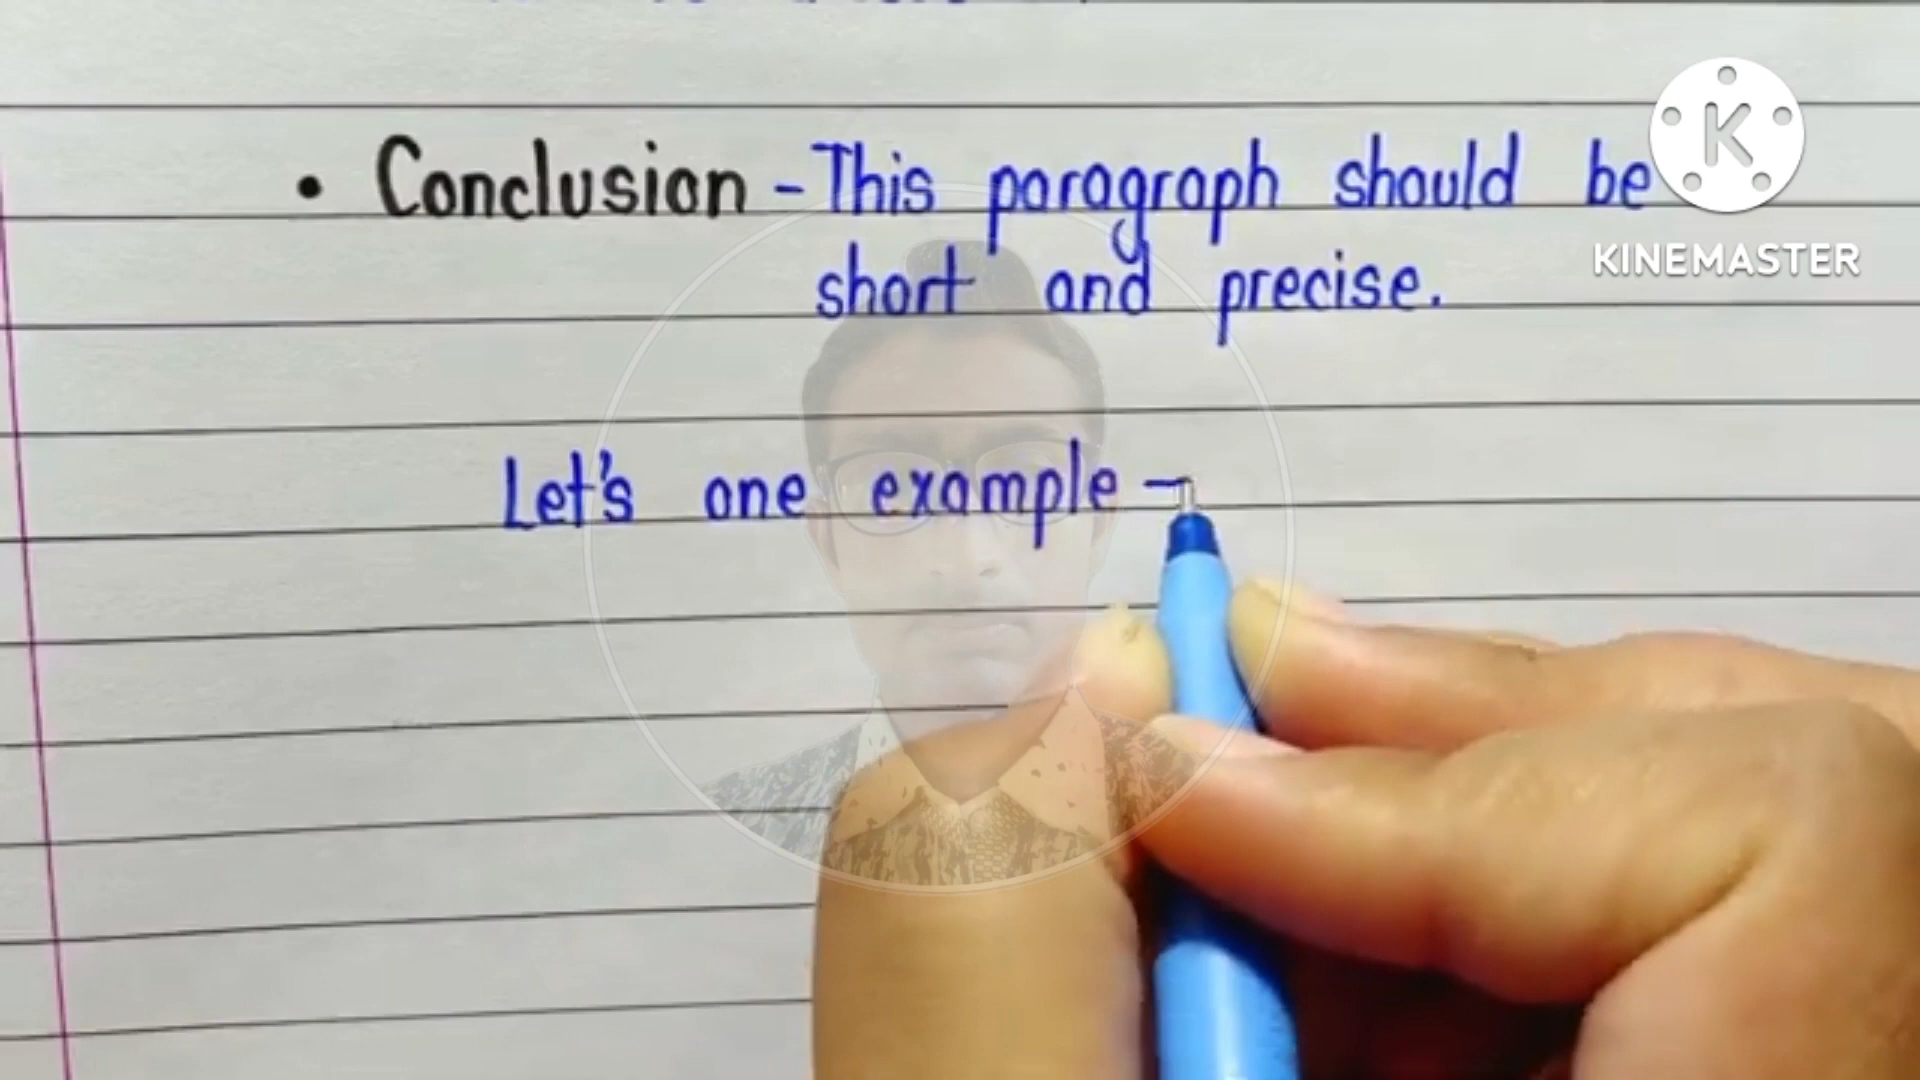 • Conclusion - This paragraph should be
short and precise.
Let's one example -
K
KINEMASTER